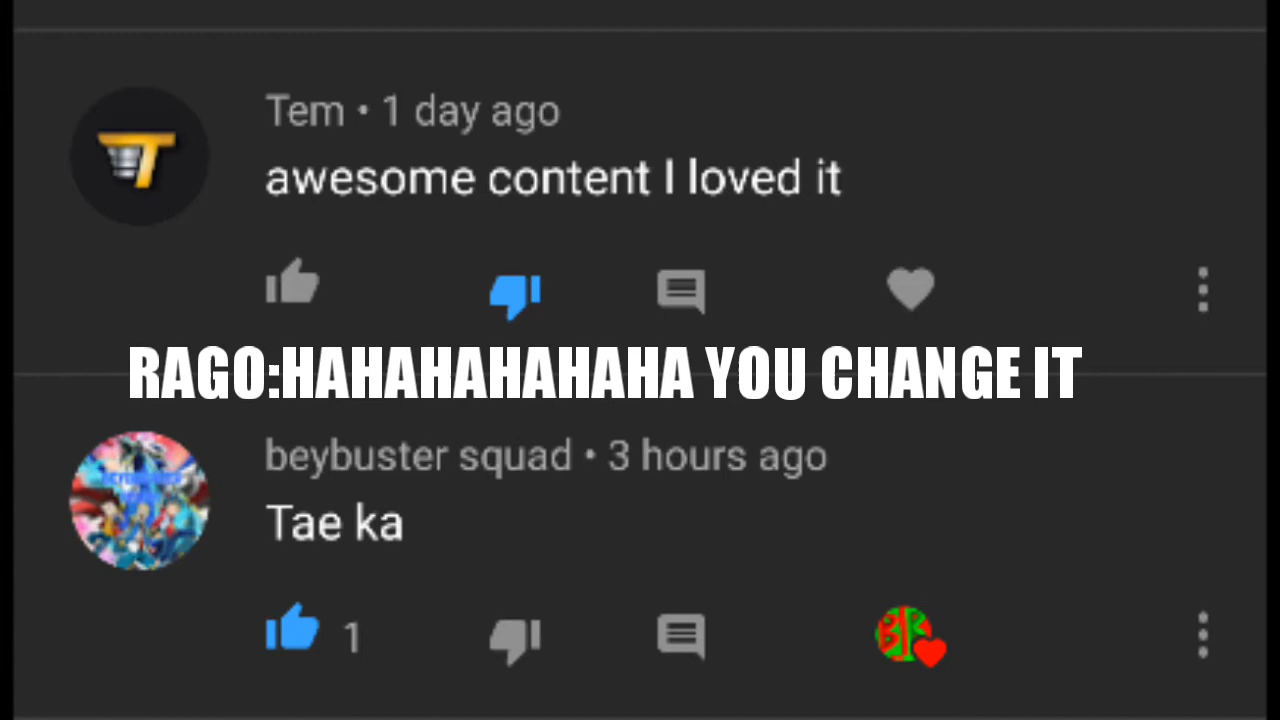 Tem • 1 day ago
awesome content I loved it
RAGO:HAHAHAHAHAHA YOU CHANGE IT
beybuster squad • 3 hours ago
Tae ka
1